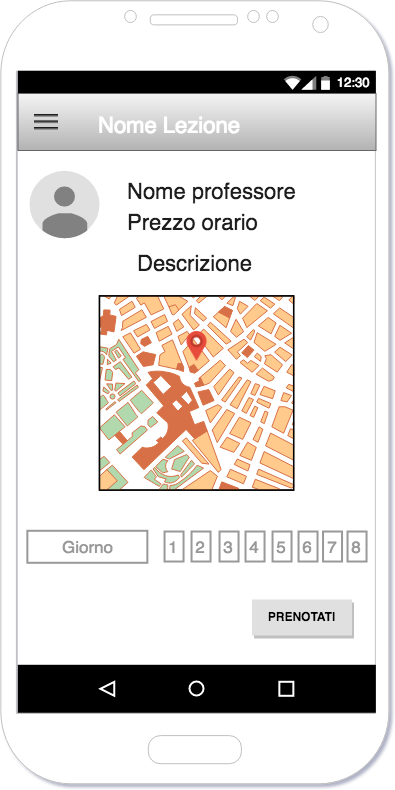 12:30
Nome Lezione
Nome professore
Prezzo orario
Descrizione
Giorno 1 2 3 4 5 6 7 8
PRENOTATI